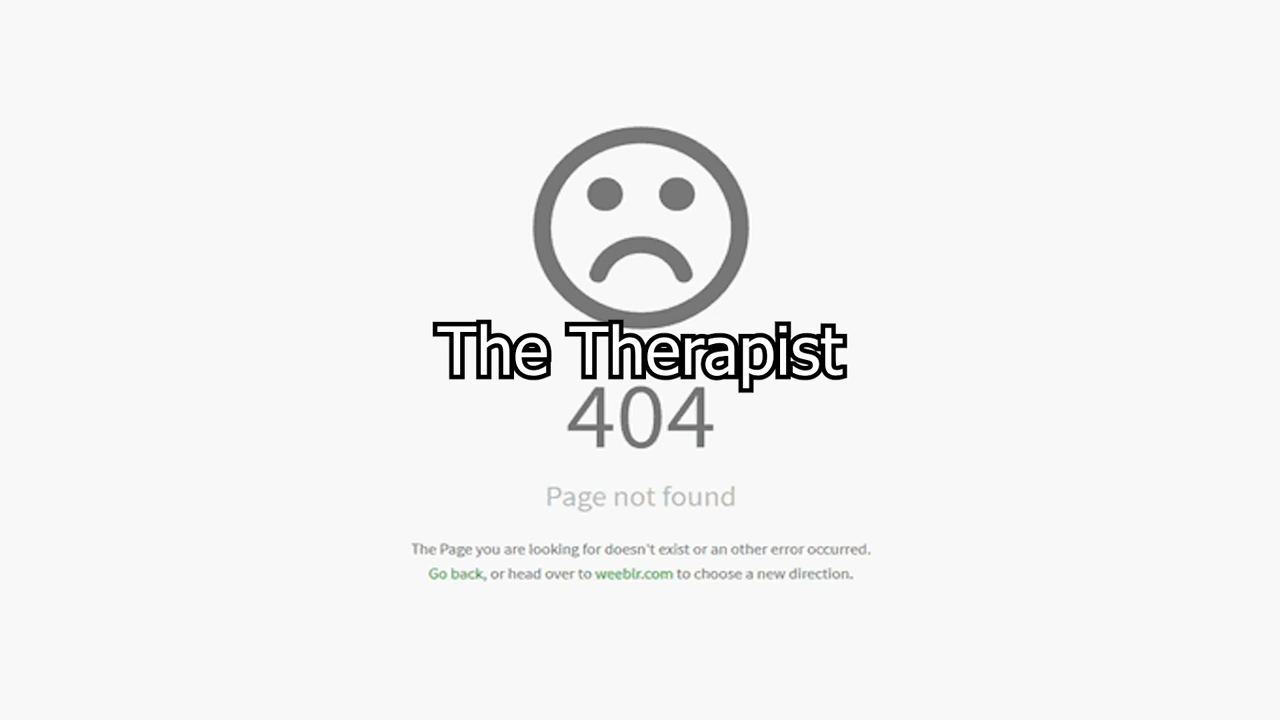 The Therapist
404
Page not found
The Page you are looking for doesn't exist or an other error occurred.
Go back, or head over to weeblr.com to choose a new direction.